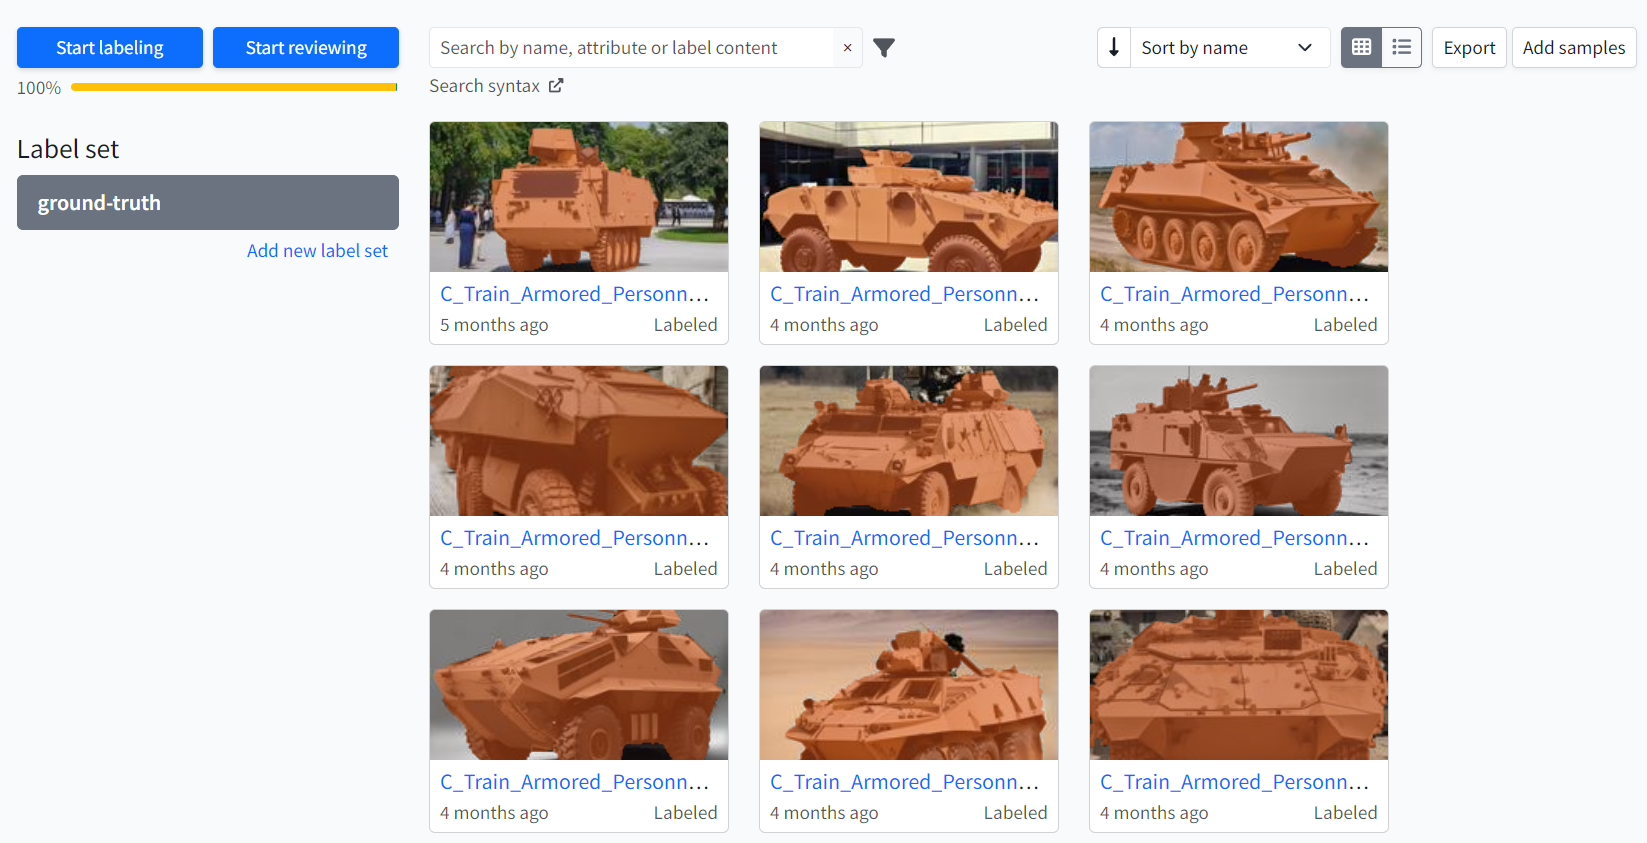 Start labeling
Start reviewing
100%
Label set
ground-truth
Add new label set
Search by name, attribute or label content
×
Search syntax
Sort by name
Export
Add samples
C_Train_Armored_Personn...
5 months ago
Labeled
C_Train_Armored_Personn...
4 months ago
Labeled
C_Train_Armored_Personn...
4 months ago
Labeled
C_Train_Armored_Personn...
4 months ago
Labeled
C_Train_Armored_Personn...
4 months ago
Labeled
C_Train_Armored_Personn...
4 months ago
Labeled
C_Train_Armored_Personn...
4 months ago
Labeled
C_Train_Armored_Personn...
4 months ago
Labeled
C_Train_Armored_Personn...
4 months ago
Labeled